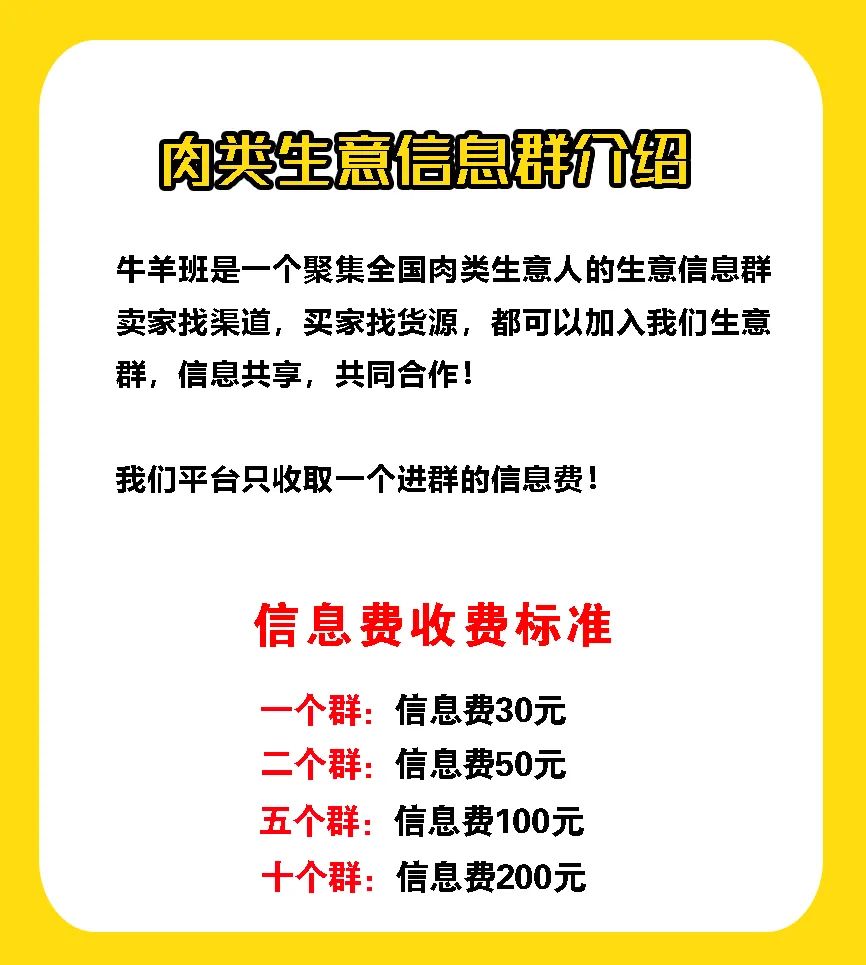 肉类生意信息群介绍
牛羊班是一个聚集全国肉类生意人的生意信息群
卖家找渠道，买家找货源，都可以加入我们生意
群，信息共享，共同合作！
我们平台只收取一个进群的信息费！
信息费收费标准
一个群：信息费30元
二个群：信息费50元
五个群：信息费100元
十个群：信息费200元